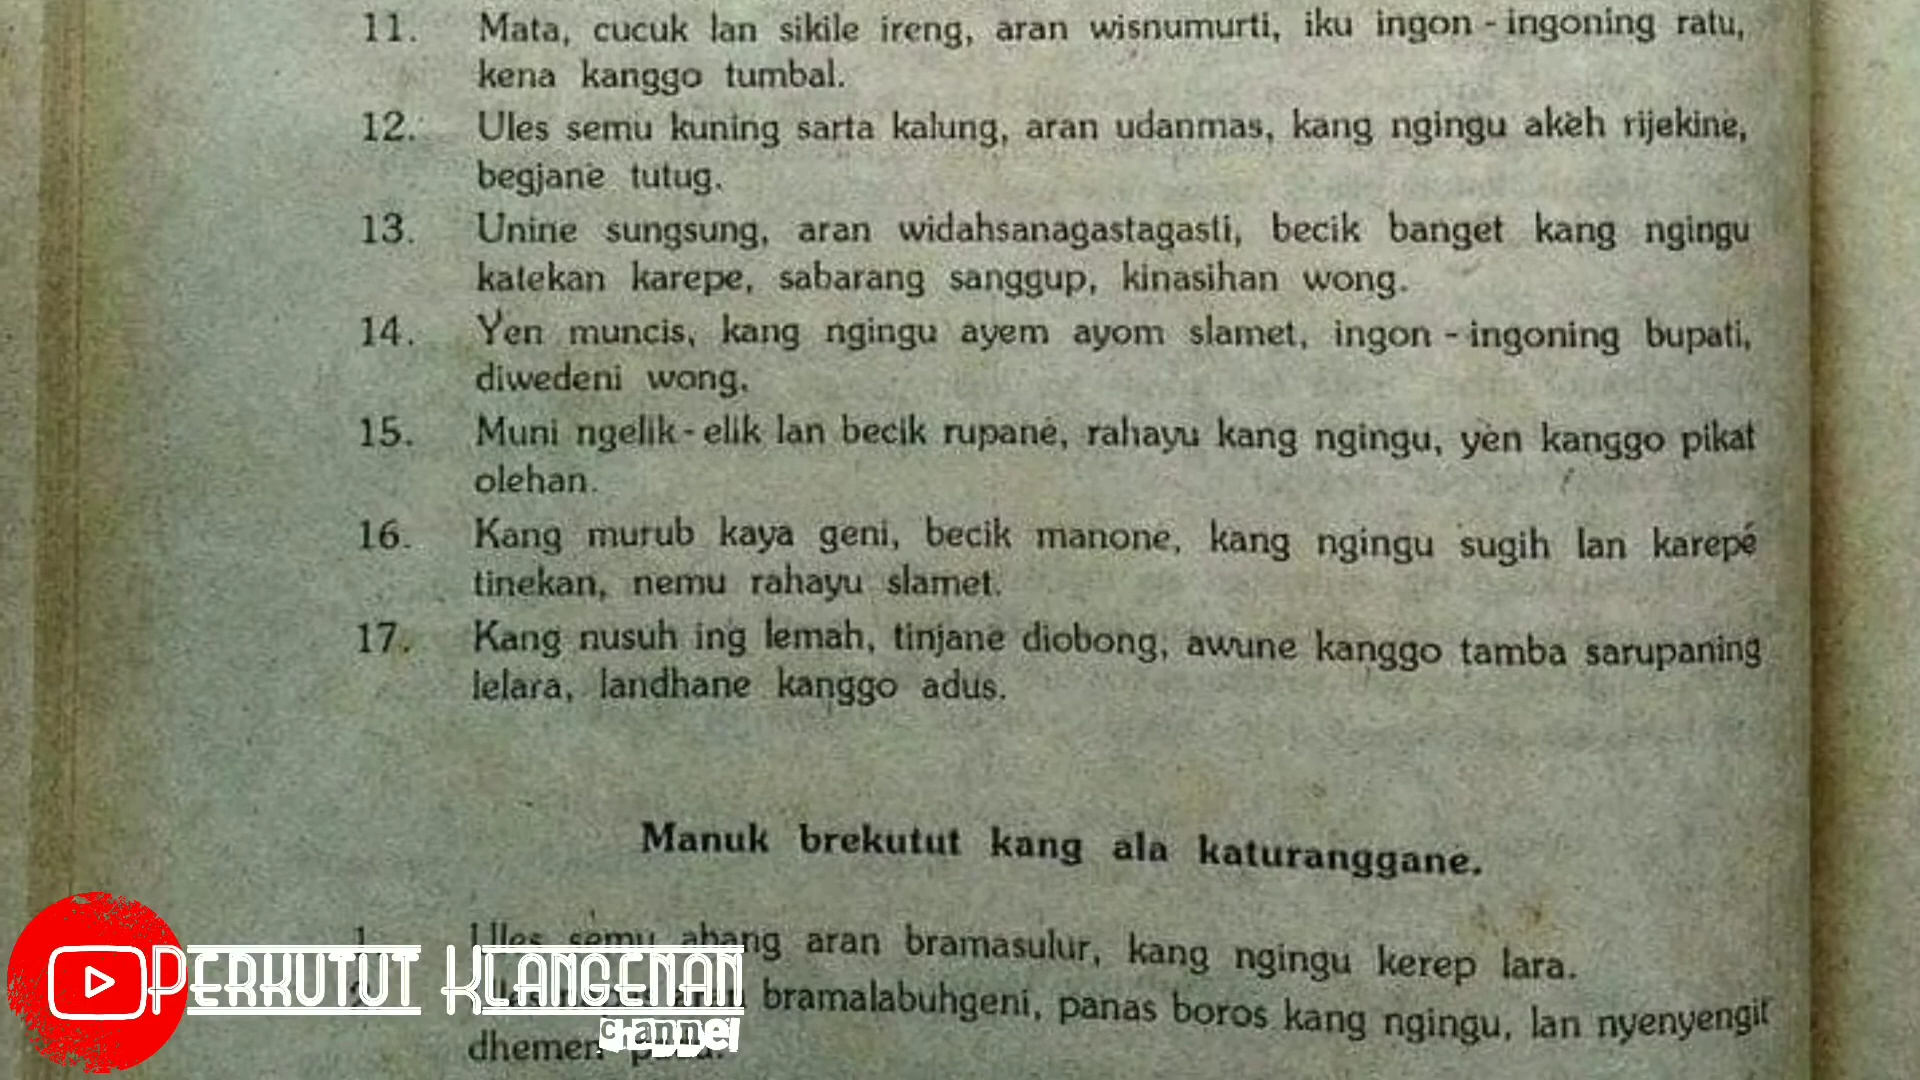 11. Mata, cucuk lan sikile ireng, aran wisnumurti, iku ingon - ingoning ratu,
kena kanggo tumbal.
12. Ules semu kuning sarta kalung, aran udanmas, kang ngingu akèh rijekine,
begjane tutug.
13. Unine sungsung, aran widahsanagastagasti, becik banget kang ngingu
katekan karepe, sabarang sanggup, kinasihan wong.
14. Yen muncis, kang ngingu ayem ayom slamet, ingon - ingoning bupati,
diwedeni wong.
15. Muni ngelik - elik lan becik rupané, rahayu kang ngingu, yèn kanggo pikat
olehan.
16. Kang murub kaya geni, becik manone, kang ngingu sugih lan karepé
tinekan, nemu rahayu slamet.
17. Kang nusuh ing lemah, tinjane diobong, awune kanggo tamba sarupaning
lelara, landhane kanggo adus.
Manuk brekutut kang ala katuranggane.
1. Ules semu abang aran bramasulur, kang ngingu kerep lara.
bramalabuhgeni, panas boros kang ngingu, lan nyenyengit
dhemen
Perkutut Klangenan
channel